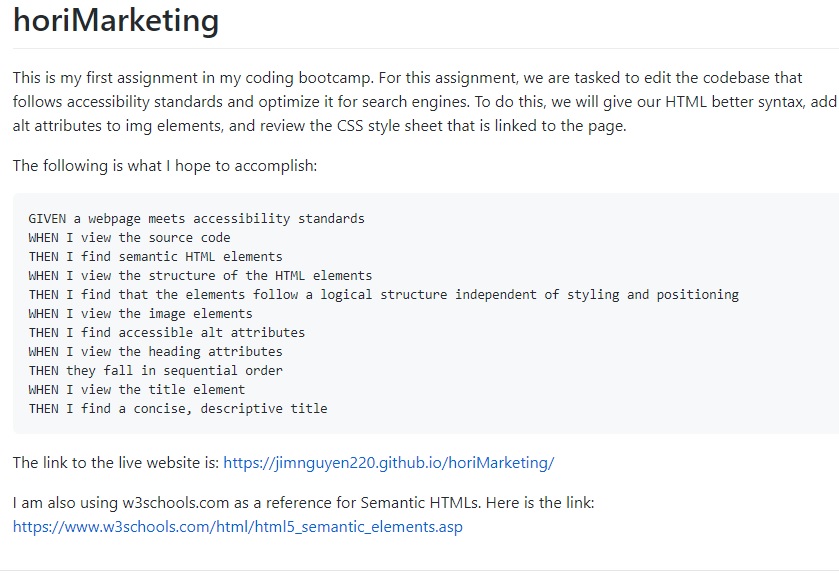 horiMarketing
This is my first assignment in my coding bootcamp. For this assignment, we are tasked to edit the codebase that
follows accessibility standards and optimize it for search engines. To do this, we will give our HTML better syntax, add
alt attributes to img elements, and review the CSS style sheet that is linked to the page.
The following is what I hope to accomplish:
GIVEN a webpage meets accessibility standards
WHEN I view the source code
THEN I find semantic HTML elements
WHEN I view the structure of the HTML elements
THEN I find that the elements follow a logical structure independent of styling and positioning
WHEN I view the image elements
THEN I find accessible alt attributes
WHEN I view the heading attributes
THEN they fall in sequential order
WHEN I view the title element
THEN I find a concise, descriptive title
The link to the live website is: https://jimnguyen220.github.io/horiMarketing/
I am also using w3schools.com as a reference for Semantic HTMLs. Here is the link:
https://www.w3schools.com/html/html5_semantic_elements.asp